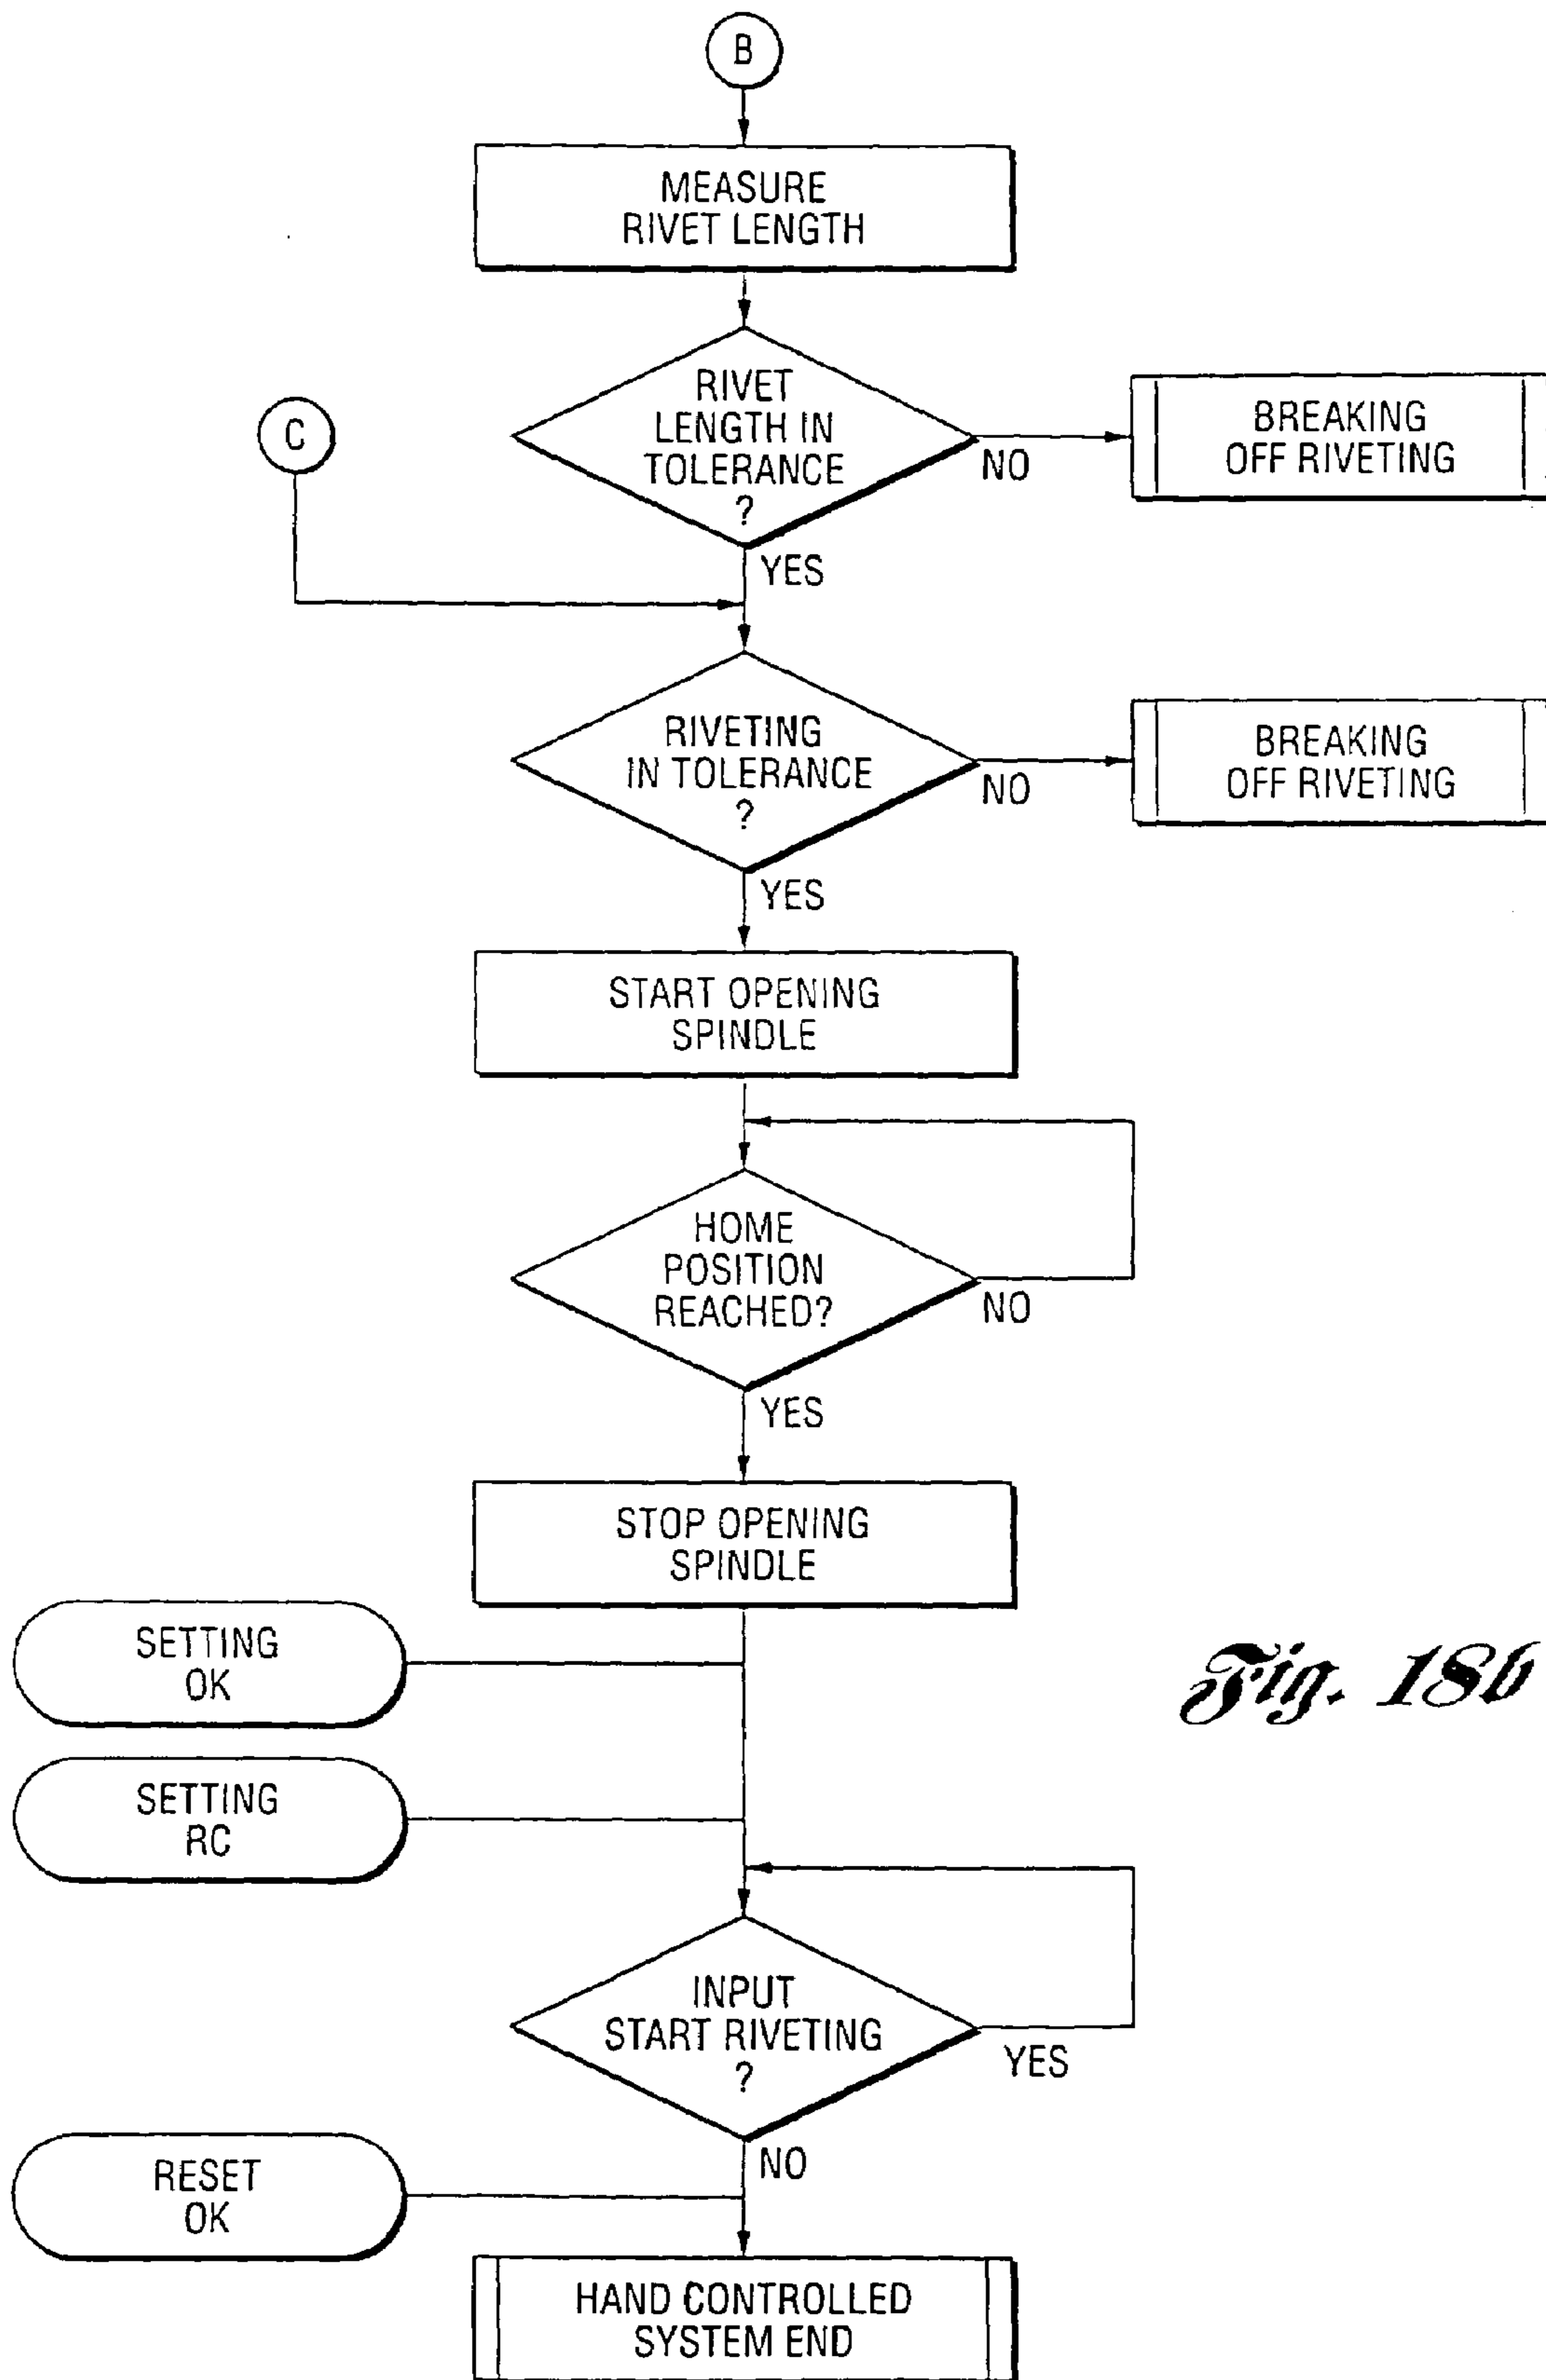 B
MEASURE
RIVET LENGTH
RIVET
LENGTH IN
TOLERANCE
?
NO
BREAKING
OFF RIVETING
C
YES
RIVETING
IN TOLERANCE
?
NO
BREAKING
OFF RIVETING
YES
START OPENING
SPINDLE
HOME
POSITION
REACHED?
NO
YES
STOP OPENING
SPINDLE
SETTING
OK
Fig. 18b
SETTING
RC
INPUT
START RIVETING
?
YES
NO
RESET
OK
HAND CONTROLLED
SYSTEM END